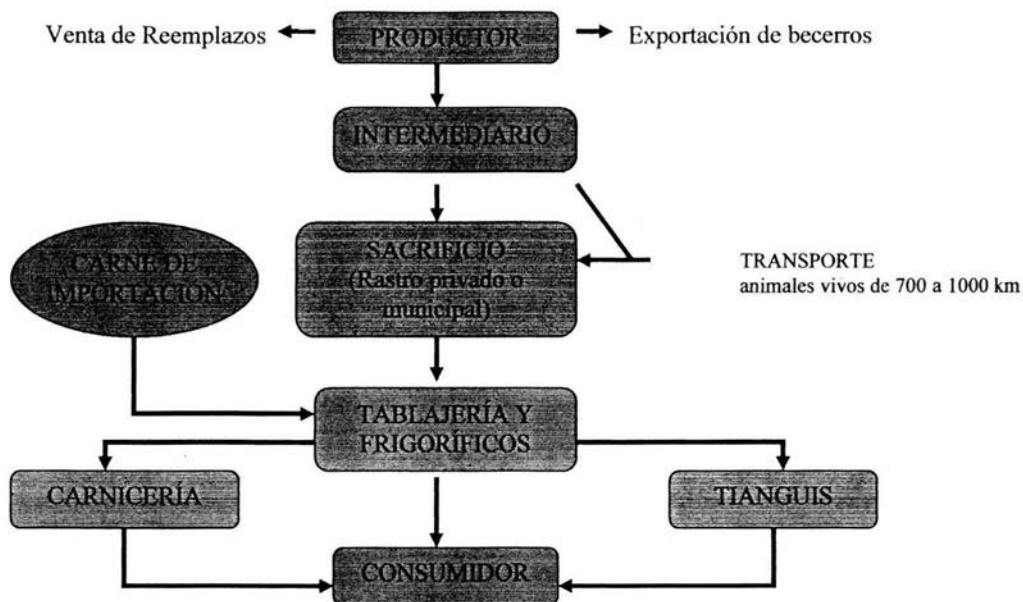 Venta de Reemplazos
PRODUCTOR
Exportación de becerros
INTERMEDIARIO
SACRIFICIO
(Rastro privado o
municipal)
CARNE DE
IMPORTACIÓN
TRANSPORTE
animales vivos de 700 a 1000 km
TABLAJERÍA Y
FRIGORÍFICOS
CARNICERÍA
TIANGUIS
CONSUMIDOR